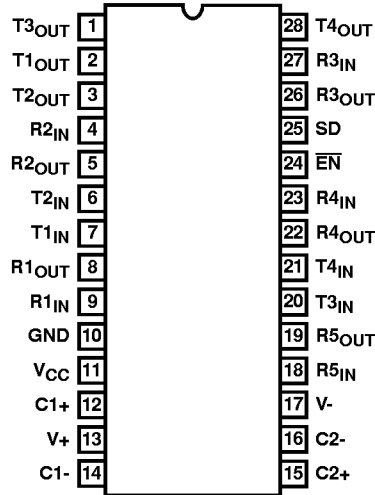 T3OUT 1 28 T4OUT
T1OUT 2 27 R3IN
T2OUT 3 26 R3OUT
R2IN 4 25 SD
R2OUT 5 24 E̅N̅
T2IN 6 23 R4IN
T1IN 7 22 R4OUT
R1OUT 8 21 T4IN
R1IN 9 20 T3IN
GND 10 19 R5OUT
VCC 11 18 R5IN
C1+ 12 17 V-
V+ 13 16 C2-
C1- 14 15 C2+